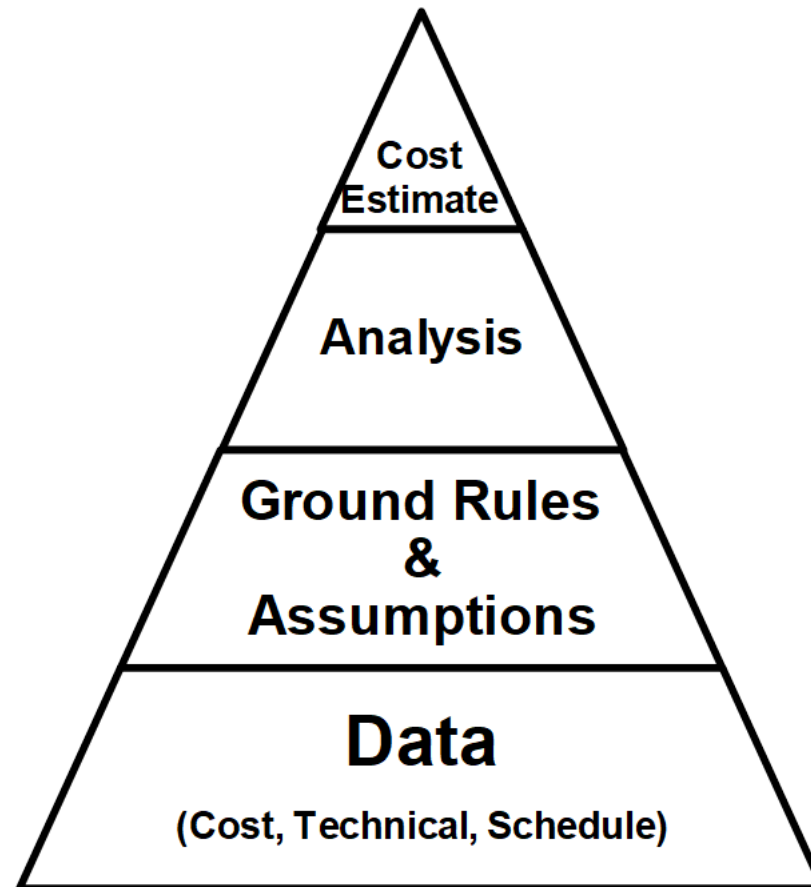 Cost
Estimate
Analysis
Ground Rules
&
Assumptions
Data
(Cost, Technical, Schedule)